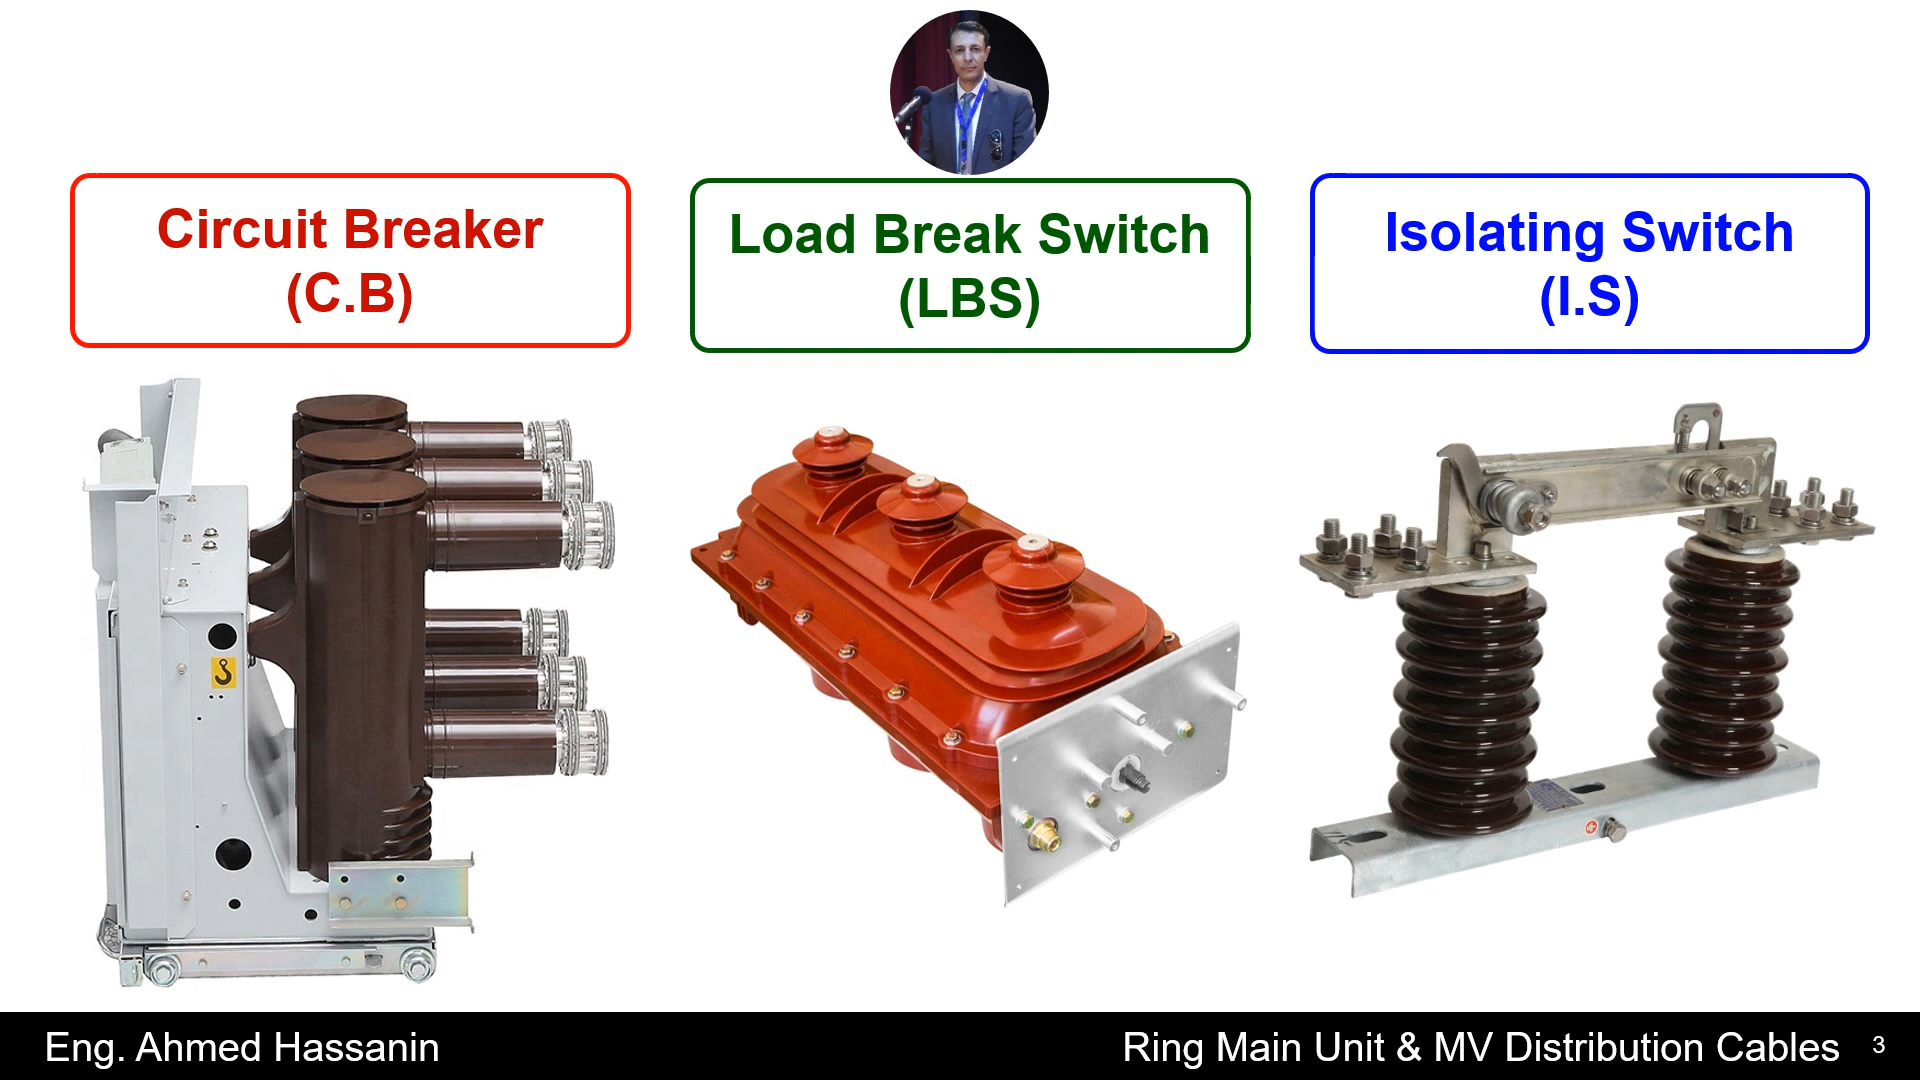 Circuit Breaker
(C.B)
Load Break Switch
(LBS)
Isolating Switch
(I.S)
Eng. Ahmed Hassanin
Ring Main Unit & MV Distribution Cables
3